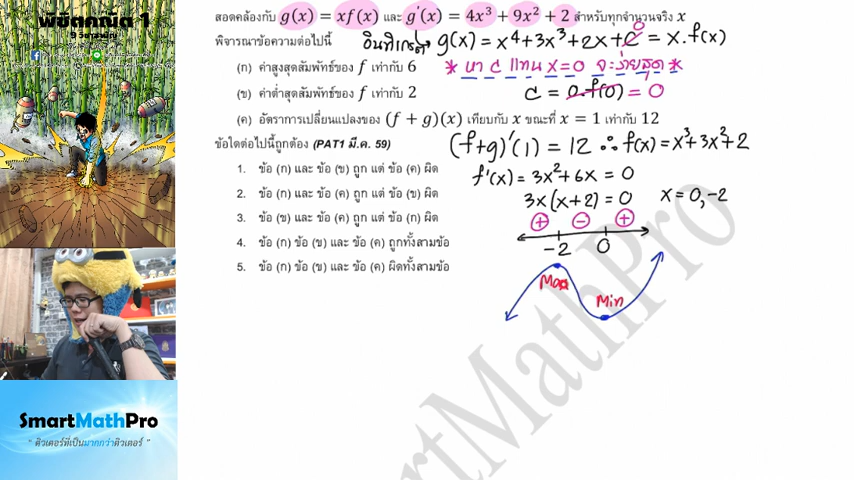 พิชิตคณิต 1
9 วิชาสามัญ
สอดคล้องกับ g(x) = xf(x) และ g'(x) = 4x³ + 9x² + 2 สำหรับทุกจำนวนจริง x
พิจารณาข้อความต่อไปนี้
อินทิเกรต g(x) = x⁴+3x³+2x+c = x·f(x)
0
(ก) ค่าสูงสุดสัมพัทธ์ของ f เท่ากับ 6
* หา c แทน x=0 จะง่ายสุด *
(ข) ค่าต่ำสุดสัมพัทธ์ของ f เท่ากับ 2
c = 0·f(0) = 0
(ค) อัตราการเปลี่ยนแปลงของ (f + g)(x) เทียบกับ x ขณะที่ x = 1 เท่ากับ 12
ข้อใดต่อไปนี้ถูกต้อง (PAT1 มี.ค. 59)
(f+g)'(1) = 12 ∴ f(x) = x³+3x²+2
1. ข้อ (ก) และ ข้อ (ข) ถูก แต่ ข้อ (ค) ผิด
f'(x) = 3x²+6x = 0
2. ข้อ (ก) และ ข้อ (ค) ถูก แต่ ข้อ (ข) ผิด
3x(x+2) = 0 x = 0, -2
3. ข้อ (ข) และ ข้อ (ค) ถูก แต่ ข้อ (ก) ผิด
+ - +
4. ข้อ (ก) ข้อ (ข) และ ข้อ (ค) ถูกทั้งสามข้อ
-2 0
5. ข้อ (ก) ข้อ (ข) และ ข้อ (ค) ผิดทั้งสามข้อ
Max
Min
SmartMathPro
" ติวเตอร์ที่เป็นมากกว่าติวเตอร์ "
artMathPro